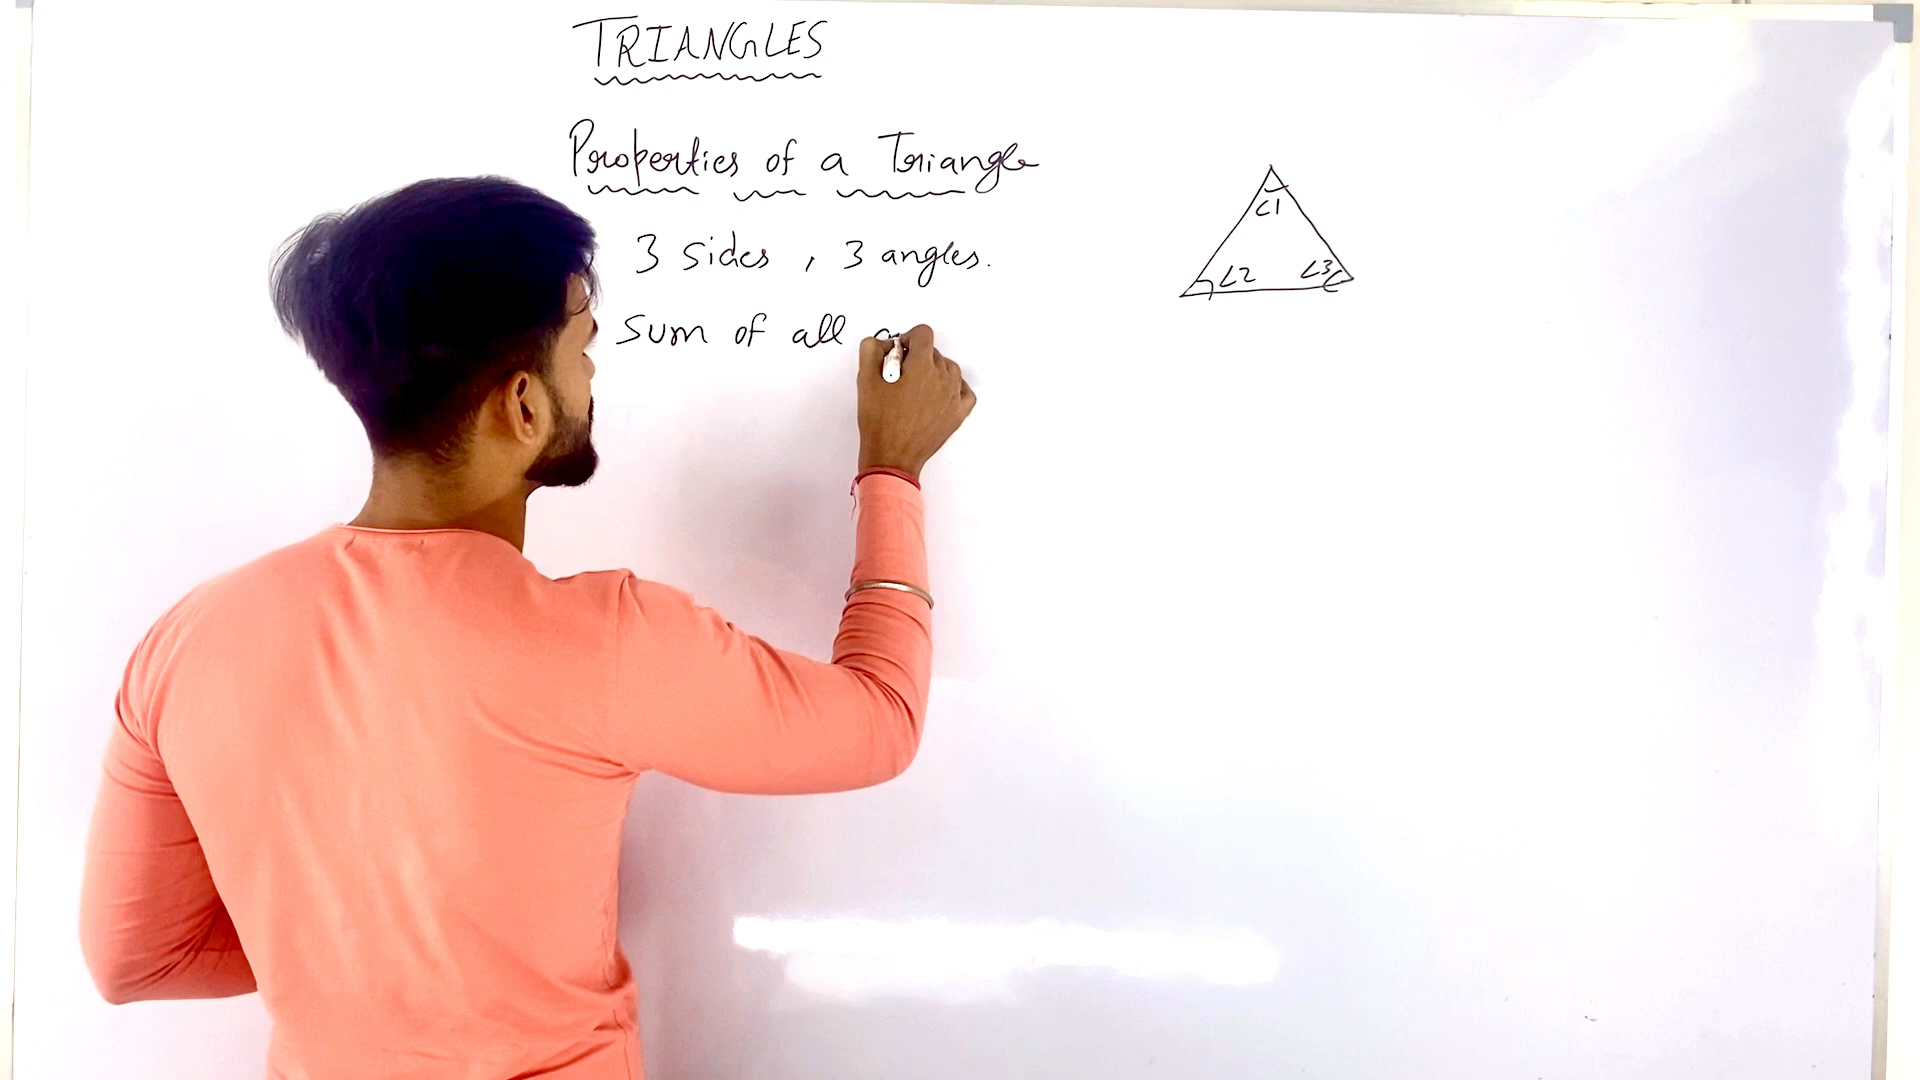 TRIANGLES
Properties of a Triangle
3 sides , 3 angles.
Sum of all
∠1
∠2
∠3